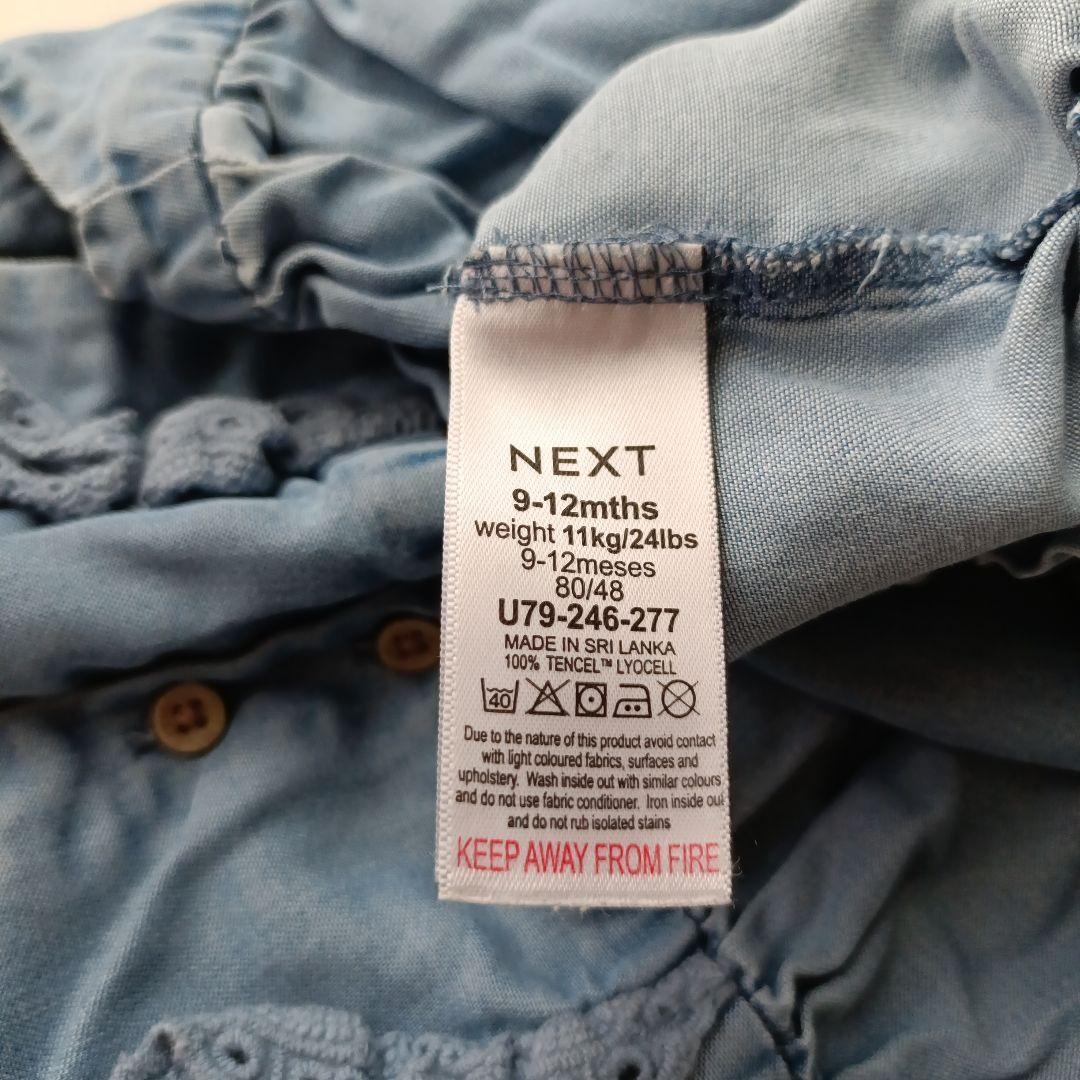 NEXT
9-12mths
weight 11kg/24lbs
9-12meses
80/48
U79-246-277
MADE IN SRI LANKA
100% TENCEL™ LYOCELL
40
Due to the nature of this product avoid contact
with light coloured fabrics, surfaces and
upholstery. Wash inside out with similar colours
and do not use fabric conditioner. Iron inside out
and do not rub isolated stains
KEEP AWAY FROM FIRE